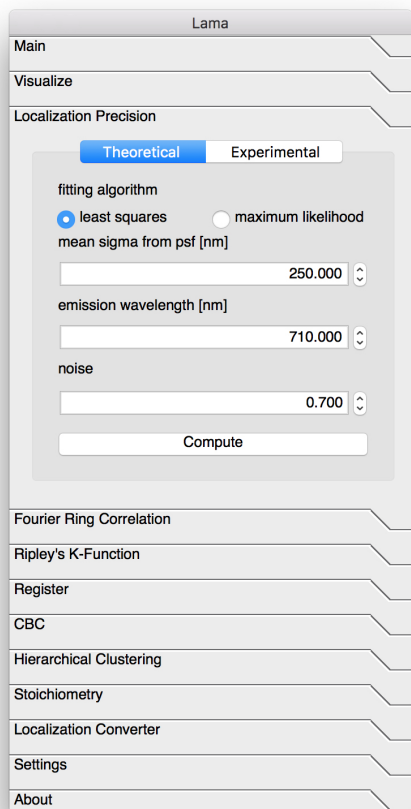 Lama
Main
Visualize
Localization Precision
Theoretical Experimental
fitting algorithm
least squares maximum likelihood
mean sigma from psf [nm]
250.000
emission wavelength [nm]
710.000
noise
0.700
Compute
Fourier Ring Correlation
Ripley's K-Function
Register
CBC
Hierarchical Clustering
Stoichiometry
Localization Converter
Settings
About